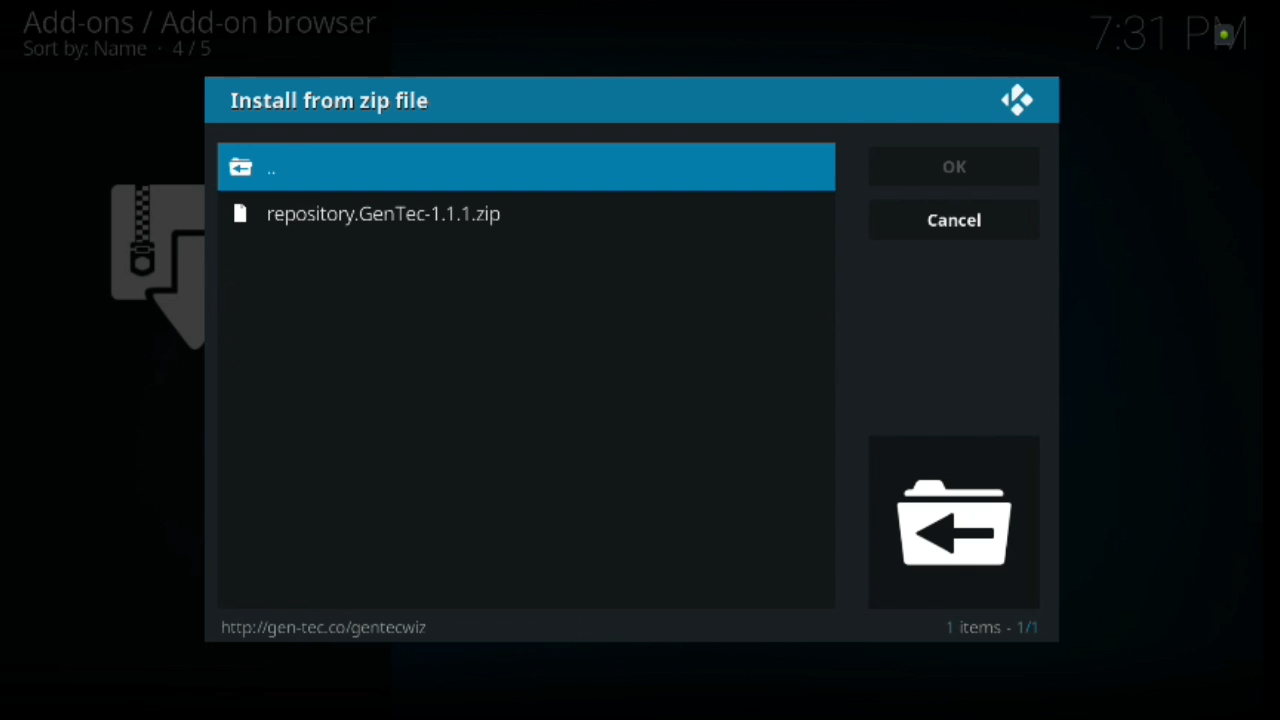 Add-ons / Add-on browser
Sort by: Name · 4 / 5
7:31 PM
Install from zip file
..
repository.GenTec-1.1.1.zip
OK
Cancel
http://gen-tec.co/gentecwiz
1 items - 1/1